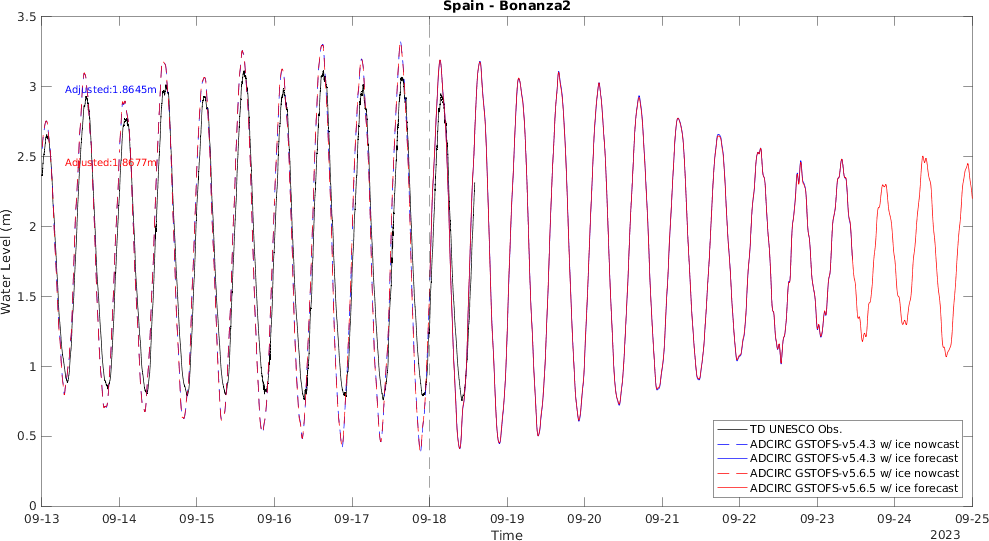 Spain - Bonanza2
Water Level (m)
3.5
3
2.5
2
1.5
1
0.5
0
Adjusted:1.8645m
Adjusted:1.8677m
TD UNESCO Obs.
ADCIRC GSTOFS-v5.4.3 w/ ice nowcast
ADCIRC GSTOFS-v5.4.3 w/ ice forecast
ADCIRC GSTOFS-v5.6.5 w/ ice nowcast
ADCIRC GSTOFS-v5.6.5 w/ ice forecast
09-13 09-14 09-15 09-16 09-17 09-18 09-19 09-20 09-21 09-22 09-23 09-24 09-25
Time
2023